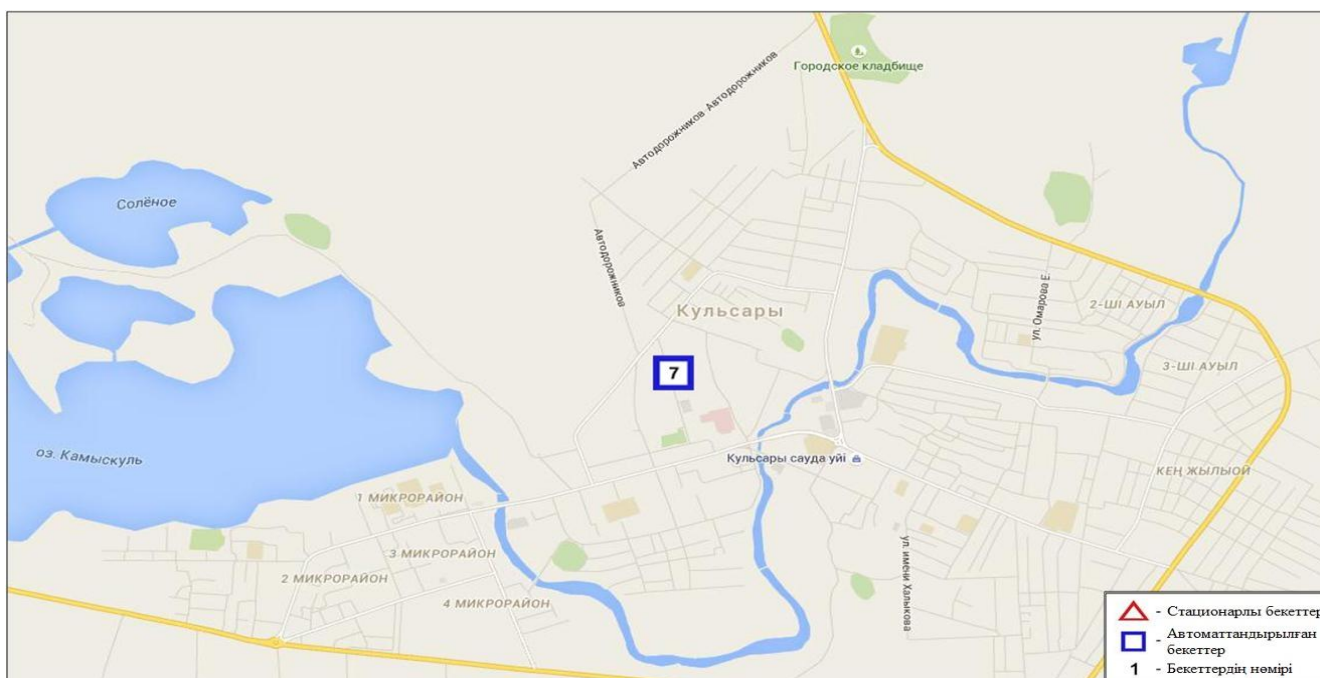 Городское кладбище
Автодорожников
Автодорожников
Солёное
Автодорожников
ул. Омарова Е.
2-ШІ АУЫЛ
Кульсары
3-ШІ АУЫЛ
7
оз. Камыскуль
Кульсары сауда уйі
КЕҢ ЖЫЛЫОЙ
1 МИКРОРАЙОН
3 МИКРОРАЙОН
2 МИКРОРАЙОН
4 МИКРОРАЙОН
ул. имени Халыкова
- Стационарлы бекеттер
- Автоматтандырылған
бекеттер
1 - Бекеттердің нөмірі